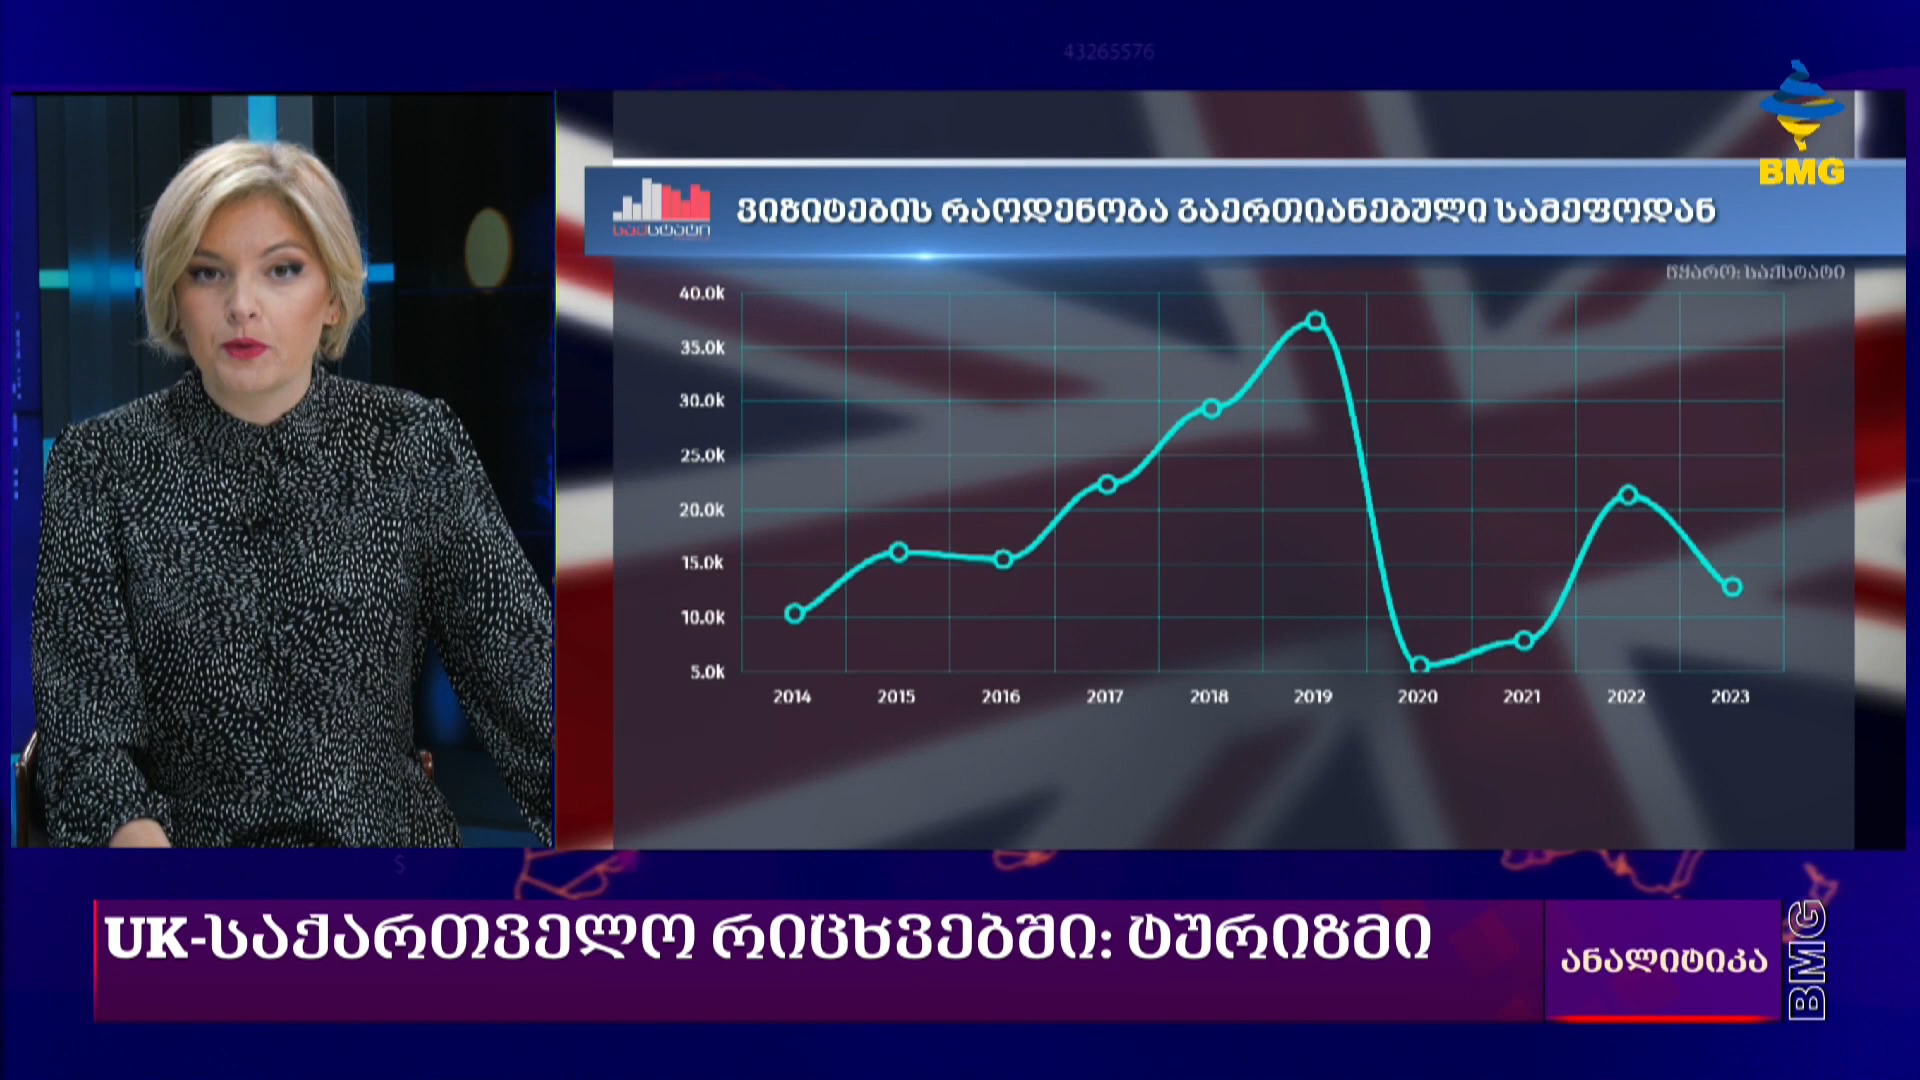 43265576
BMG
საქსტატი
ვიზიტების რაოდენობა გაერთიანებული სამეფოდან
წყარო: საქსტატი
40.0k
35.0k
30.0k
25.0k
20.0k
15.0k
10.0k
5.0k
2014 2015 2016 2017 2018 2019 2020 2021 2022 2023
$
UK-საქართველო რიცხვებში: ტურიზმი
ანალიტიკა
BMG